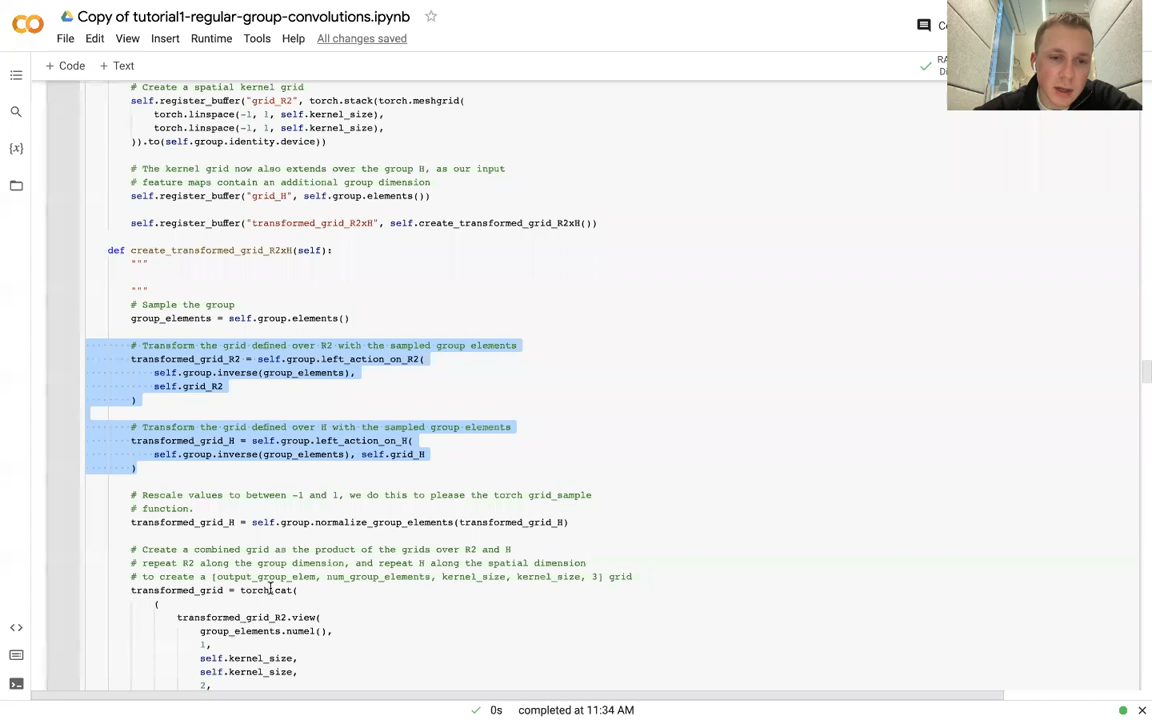 Copy of tutorial1-regular-group-convolutions.ipynb
File Edit View Insert Runtime Tools Help All changes saved
+ Code + Text
# Create a spatial kernel grid
self.register_buffer("grid_R2", torch.stack(torch.meshgrid(
torch.linspace(-1, 1, self.kernel_size),
torch.linspace(-1, 1, self.kernel_size),
)).to(self.group.identity.device))
# The kernel grid now also extends over the group H, as our input
# feature maps contain an additional group dimension
self.register_buffer("grid_H", self.group.elements())
self.register_buffer("transformed_grid_R2xH", self.create_transformed_grid_R2xH())
def create_transformed_grid_R2xH(self):
"""
"""
# Sample the group
group_elements = self.group.elements()
# Transform the grid defined over R2 with the sampled group elements
transformed_grid_R2 = self.group.left_action_on_R2(
self.group.inverse(group_elements),
self.grid_R2
)
# Transform the grid defined over H with the sampled group elements
transformed_grid_H = self.group.left_action_on_H(
self.group.inverse(group_elements), self.grid_H
)
# Rescale values to between -1 and 1, we do this to please the torch grid_sample
# function.
transformed_grid_H = self.group.normalize_group_elements(transformed_grid_H)
# Create a combined grid as the product of the grids over R2 and H
# repeat R2 along the group dimension, and repeat H along the spatial dimension
# to create a [output_group_elem, num_group_elements, kernel_size, kernel_size, 3] grid
transformed_grid = torch.cat(
(
transformed_grid_R2.view(
group_elements.numel(),
1,
self.kernel_size,
self.kernel_size,
2,
0s completed at 11:34 AM